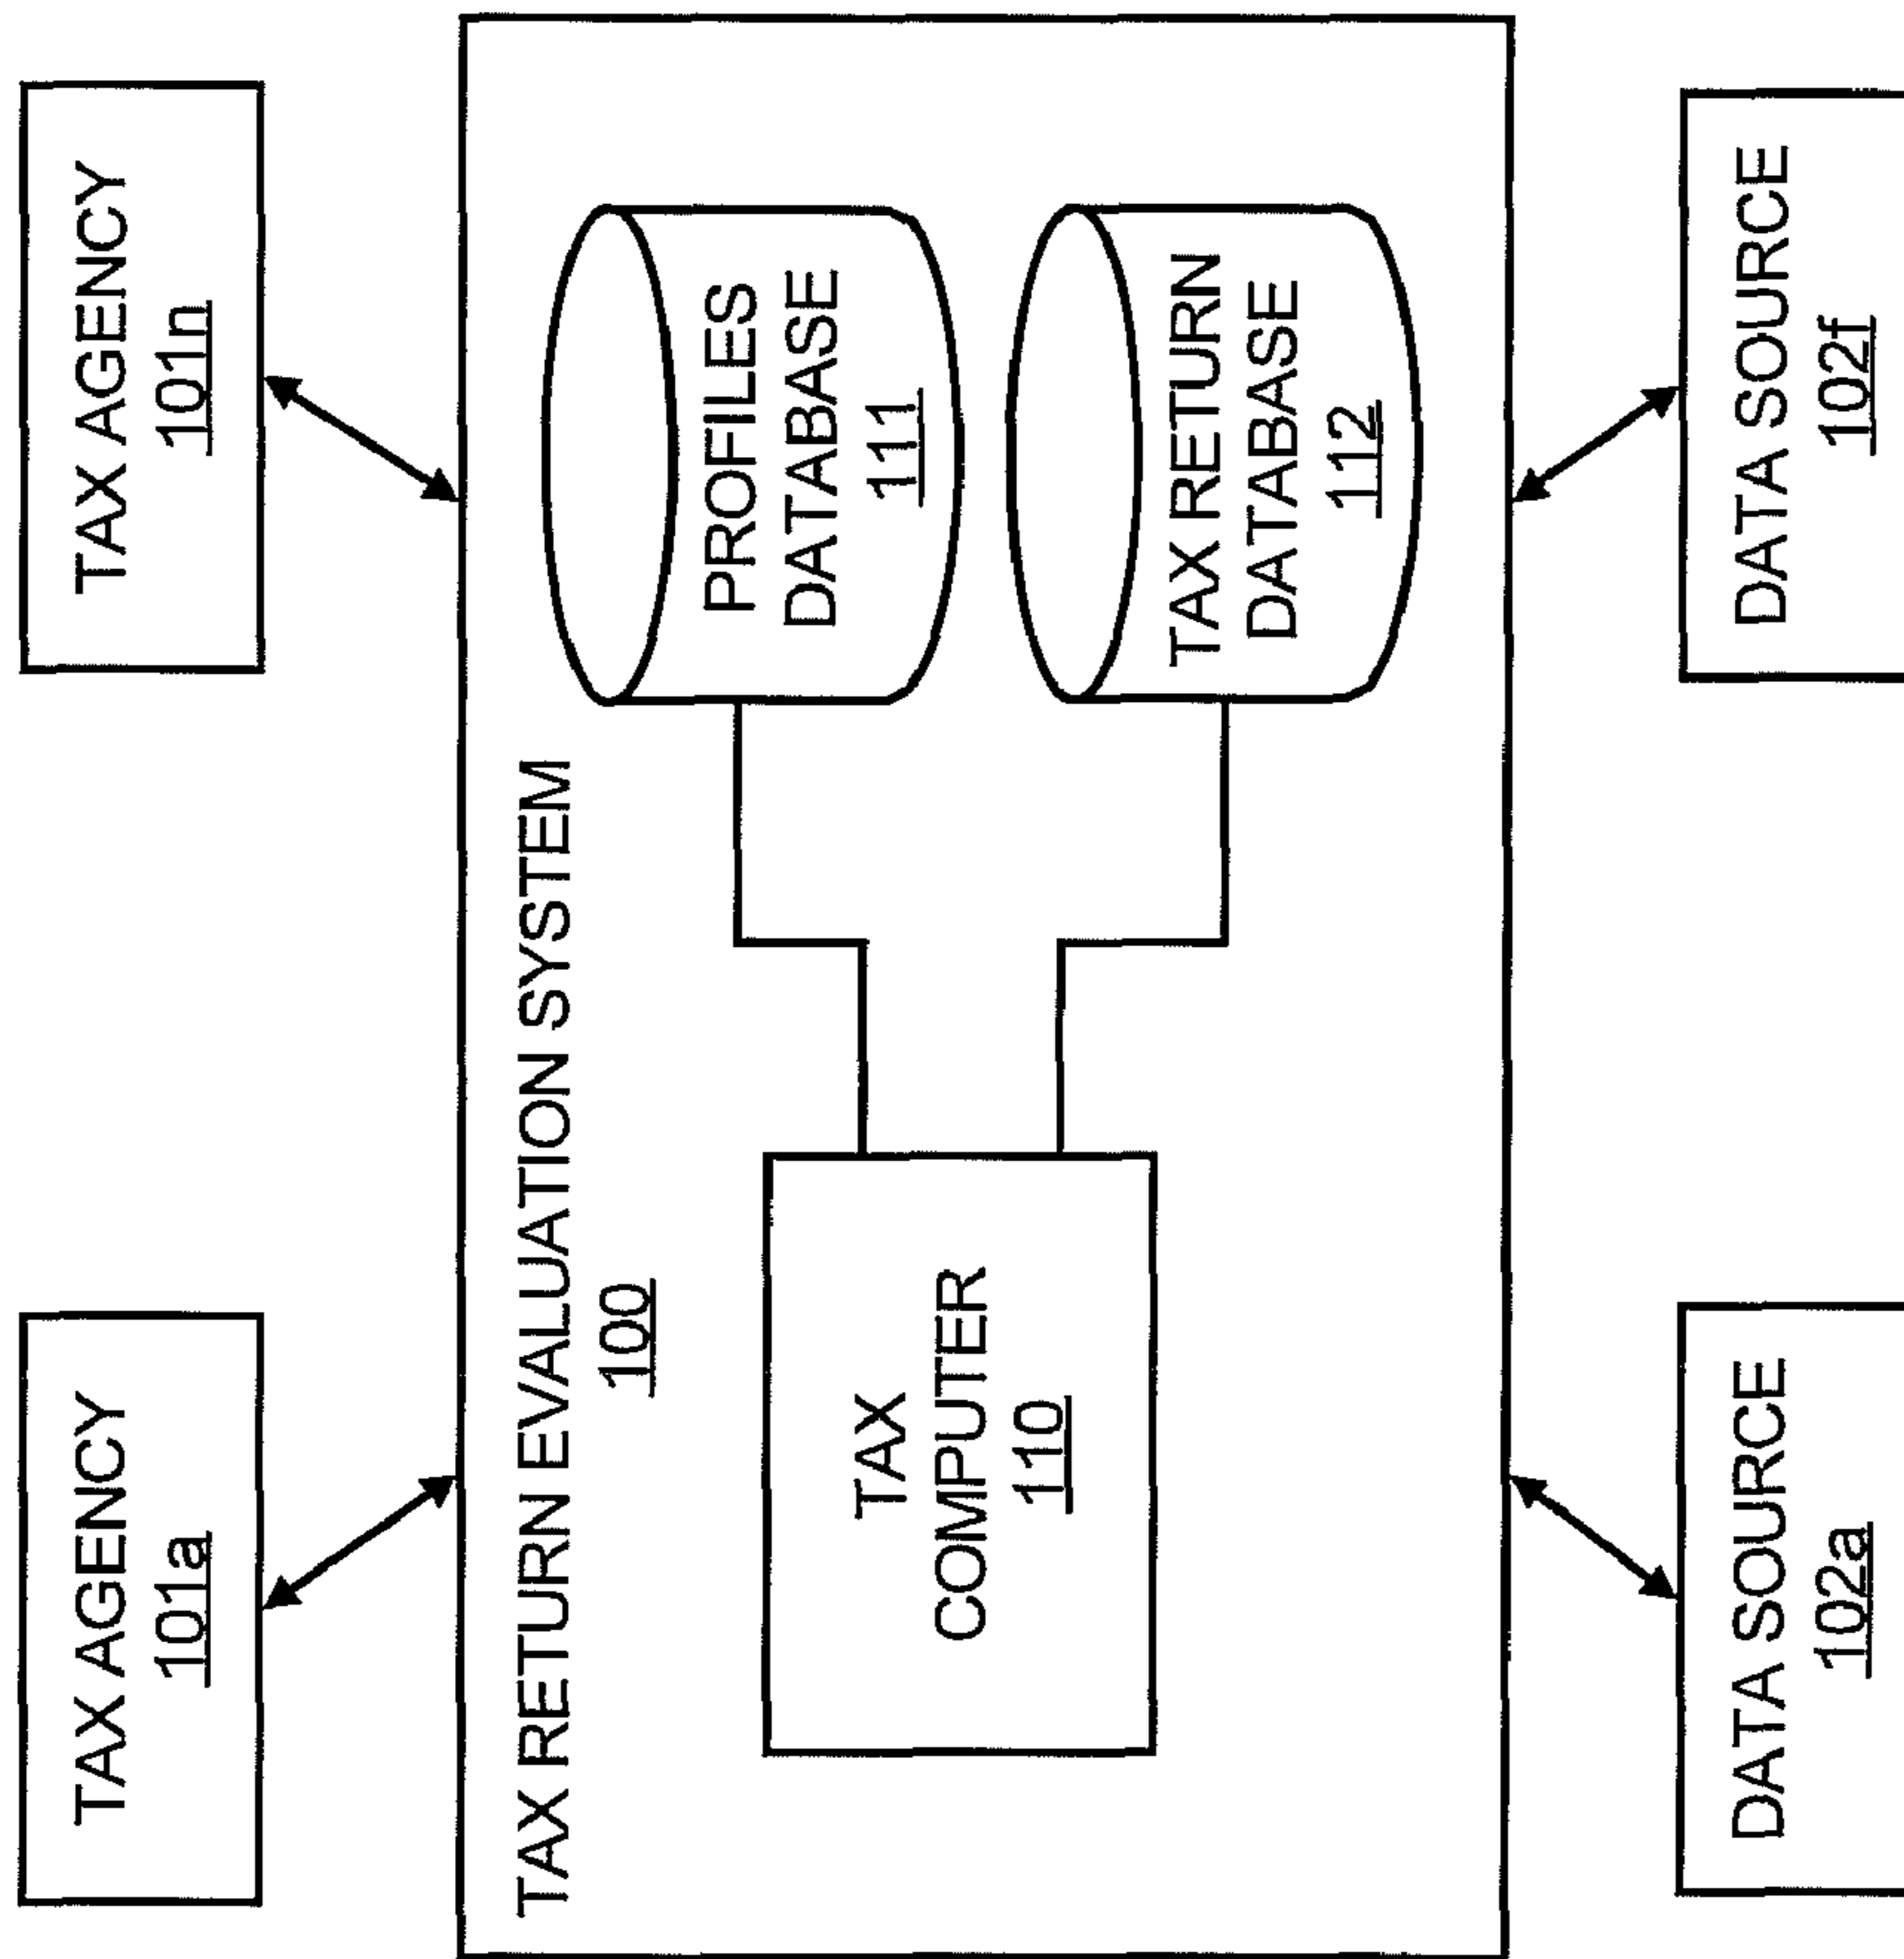 TAX AGENCY
101a
TAX AGENCY
101n
TAX RETURN EVALUATION SYSTEM
100
TAX
COMPUTER
110
PROFILES
DATABASE
111
TAX RETURN
DATABASE
112
DATA SOURCE
102a
DATA SOURCE
102f